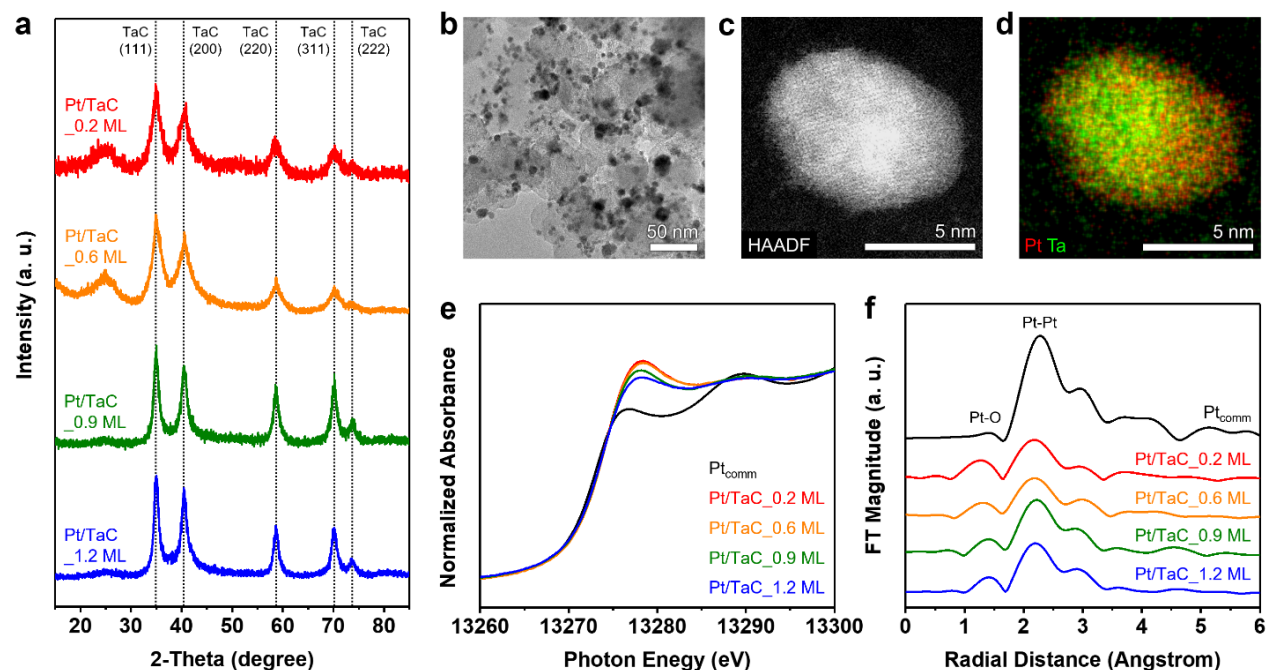 a
TaC
(111)
TaC
(200)
TaC
(220)
TaC
(311)
TaC
(222)
Pt/TaC
_0.2 ML
Pt/TaC
_0.6 ML
Pt/TaC
_0.9 ML
Pt/TaC
_1.2 ML
Intensity (a. u.)
20 30 40 50 60 70 80
2-Theta (degree)
b
50 nm
c
HAADF
5 nm
d
Pt Ta
5 nm
e
Normalized Absorbance
Pt_comm
Pt/TaC_0.2 ML
Pt/TaC_0.6 ML
Pt/TaC_0.9 ML
Pt/TaC_1.2 ML
13260 13270 13280 13290 13300
Photon Enegy (eV)
f
FT Magnitude (a. u.)
Pt-Pt
Pt-O
Pt_comm
Pt/TaC_0.2 ML
Pt/TaC_0.6 ML
Pt/TaC_0.9 ML
Pt/TaC_1.2 ML
0 1 2 3 4 5 6
Radial Distance (Angstrom)